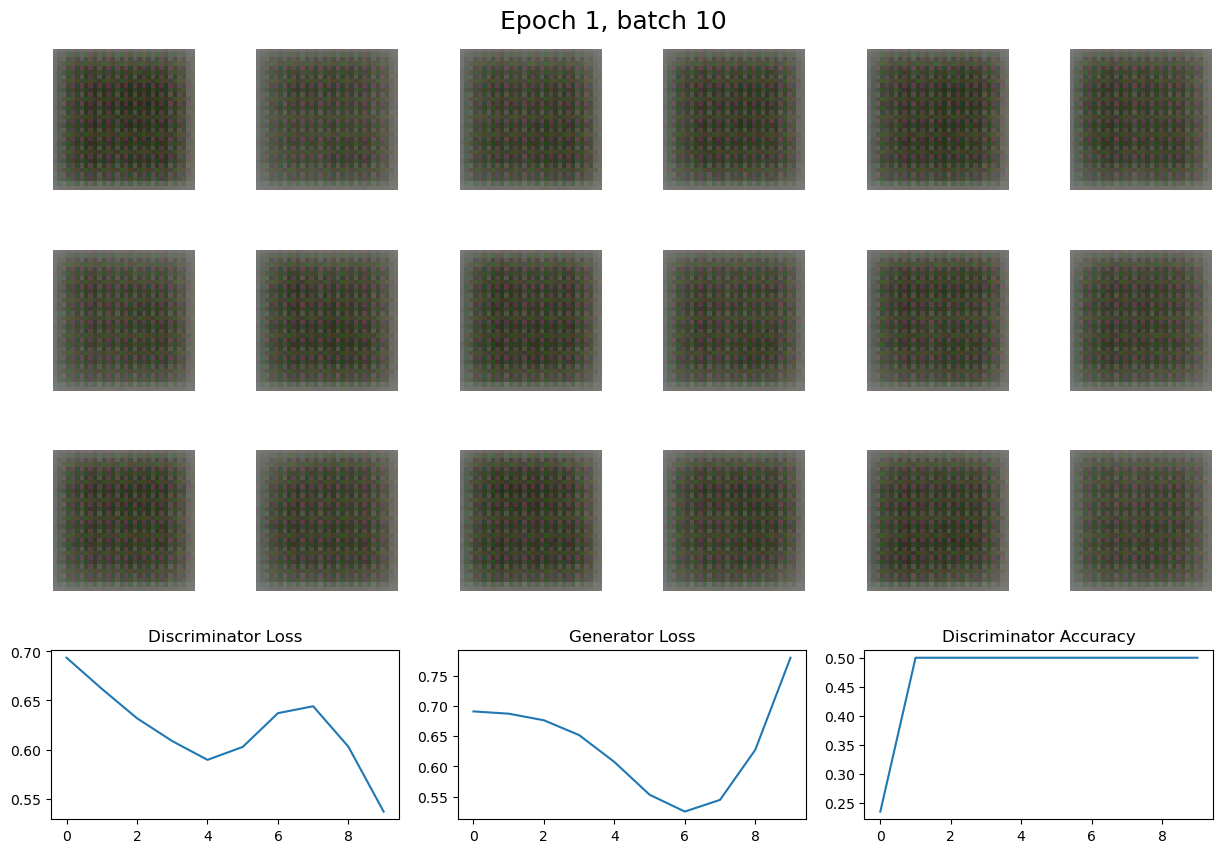 Epoch 1, batch 10
Discriminator Loss
Generator Loss
Discriminator Accuracy
0.70
0.65
0.60
0.55
0 2 4 6 8
0.75
0.70
0.65
0.60
0.55
0 2 4 6 8
0.50
0.45
0.40
0.35
0.30
0.25
0 2 4 6 8